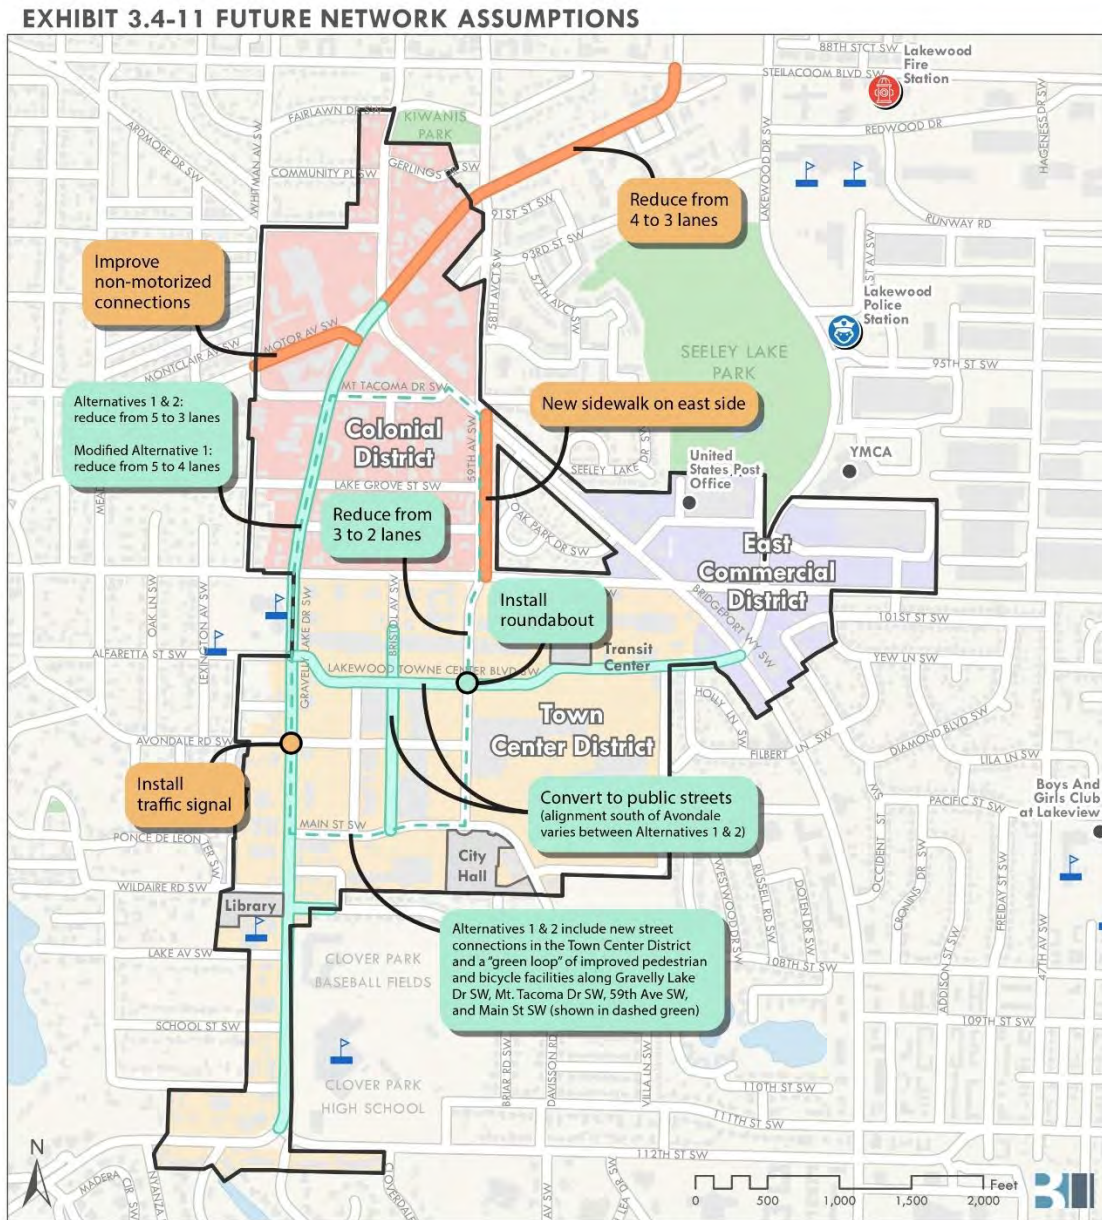 EXHIBIT 3.4-11 FUTURE NETWORK ASSUMPTIONS
88TH STCT SW
STEILACOOM BLVD SW
Lakewood
Fire
Station
FAIRLAWN DR SW
KIWANIS
PARK
ARDMORE DR SW
WHITMAN AV SW
REDWOOD DR
HAGENESS DR SW
COMMUNITY PL SW
GERLINGS
SW
LAKEWOOD DR SW
Reduce from
4 to 3 lanes
91ST ST SW
RUNWAY RD
93RD ST SW
Improve
non-motorized
connections
58TH AVCT SW
57TH AVCT SW
1ST AV SW
Lakewood
Police
Station
MOTOR AV SW
MONTCLAIR AV SW
SEELEY LAKE
PARK
95TH ST SW
MT TACOMA DR SW
Alternatives 1 & 2:
reduce from 5 to 3 lanes
Modified Alternative 1:
reduce from 5 to 4 lanes
New sidewalk on east side
Colonial
District
59TH AV SW
United
States Post
Office
YMCA
SEELEY LAKE
DR SW
LAKE GROVE ST SW
OAK PARK DR SW
Reduce from
3 to 2 lanes
East
Commercial
District
Install
roundabout
OAK LN SW
LEXINGTON AV SW
GRAVELLY LAKE DR SW
BRISTOL AV SW
BRIDGEPORT WY SW
101ST ST SW
ALFARETTA ST SW
LAKEWOOD TOWNE CENTER BLVD SW
Transit
Center
YEW LN SW
HOLLY LN SW
Town
Center District
DIAMOND BLVD SW
AVONDALE RD SW
FILBERT LN SW
LILA LN SW
Install
traffic signal
Convert to public streets
(alignment south of Avondale
varies between Alternatives 1 & 2)
PACIFIC ST SW
Boys And
Girls Club
at Lakeview
MAIN ST SW
PONCE DE LEON
TER SW
OCCIDENT ST
SW
City
Hall
WILDAIRE RD SW
Library
WESTWOOD DR SW
RUSSELL RD SW
DOTEN DR SW
CRONIN DR SW
FREIDAY ST SW
47TH AV SW
Alternatives 1 & 2 include new street
connections in the Town Center District
and a "green loop" of improved pedestrian
and bicycle facilities along Gravelly Lake
Dr SW, Mt. Tacoma Dr SW, 59th Ave SW,
and Main St SW (shown in dashed green)
LAKE AV SW
CLOVER PARK
BASEBALL FIELDS
108TH ST SW
ADDISON ST SW
SCHOOL ST SW
109TH ST SW
CLOVER PARK
HIGH SCHOOL
BRIAR RD SW
DAVISSON RD
VILLA LN SW
110TH ST SW
111TH ST SW
112TH ST SW
N
MADERA CIR SW
NYANZA
AV SW
LEA DR SW
Feet
0 500 1,000 1,500 2,000